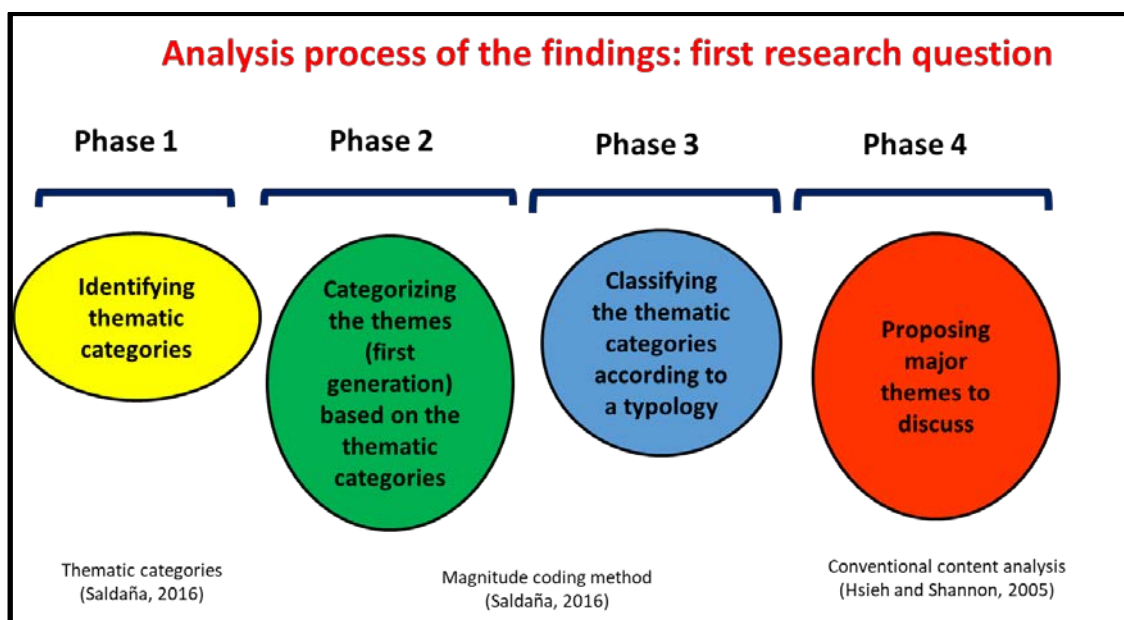 Analysis process of the findings: first research question
Phase 1
Phase 2
Phase 3
Phase 4
Identifying
thematic
categories
Categorizing
the themes
(first
generation)
based on the
thematic
categories
Classifying
the thematic
categories
according to
a typology
Proposing
major
themes to
discuss
Thematic categories
(Saldaña, 2016)
Magnitude coding method
(Saldaña, 2016)
Conventional content analysis
(Hsieh and Shannon, 2005)